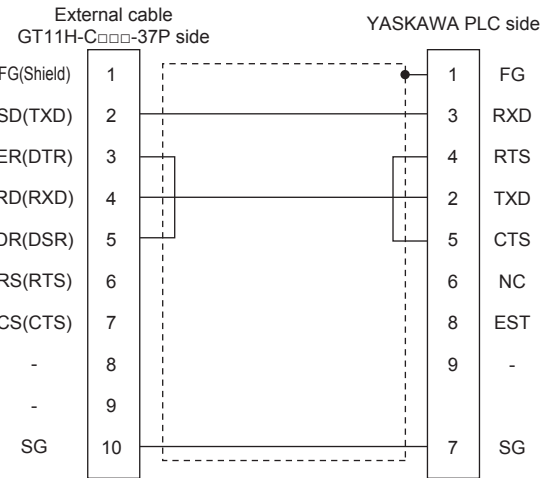 External cable
GT11H-C□□□-37P side
YASKAWA PLC side
FG(Shield) 1 1 FG
SD(TXD) 2 3 RXD
ER(DTR) 3 4 RTS
RD(RXD) 4 2 TXD
DR(DSR) 5 5 CTS
RS(RTS) 6 6 NC
CS(CTS) 7 8 EST
- 8 9 -
- 9
SG 10 7 SG